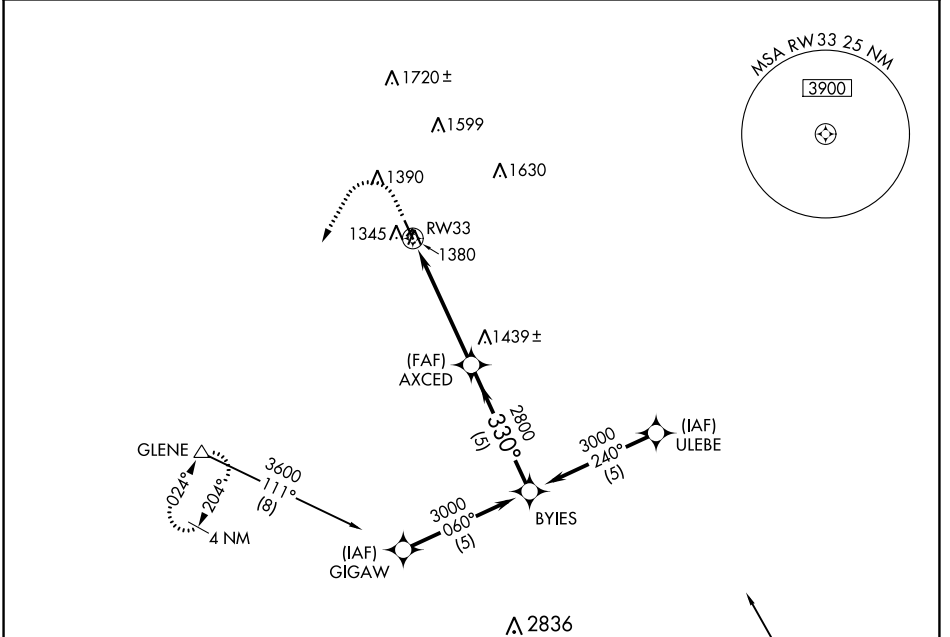 MSA RW33 25 NM
3900
1720 ±
1599
1630
1390
1345
RW33
1380
1439 ±
(FAF)
AXCED
2800
330°
(5)
(IAF)
ULEBE
3000
240°
(5)
GLENE
3600
111°
(8)
024°
204°
4 NM
3000
060°
(5)
BYIES
(IAF)
GIGAW
2836